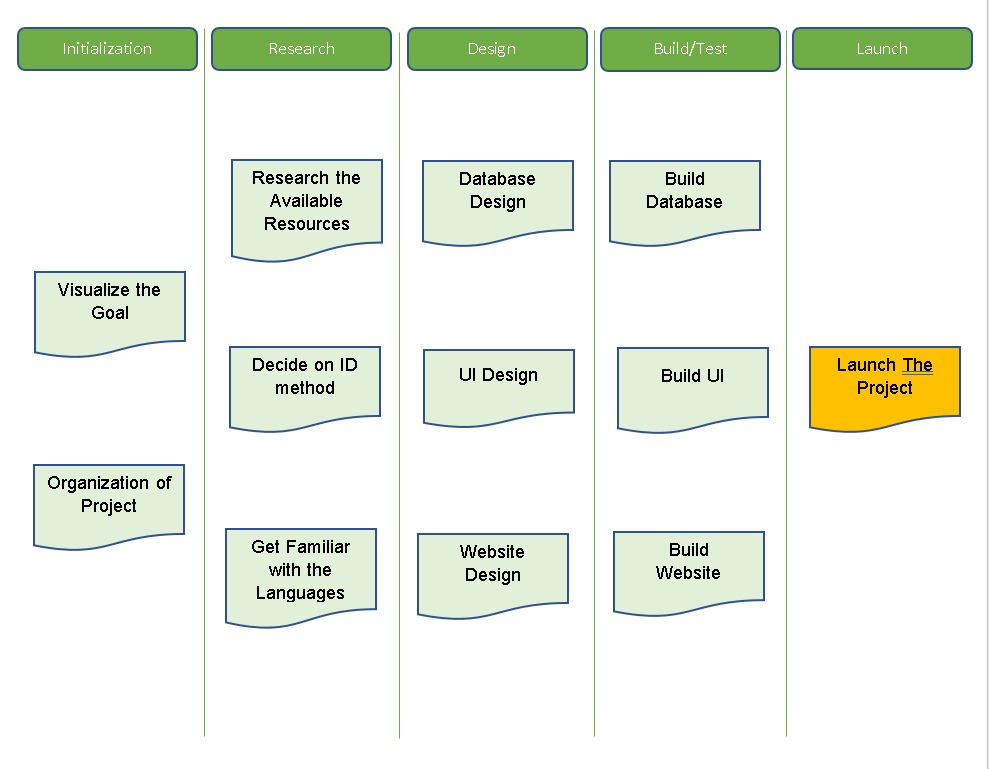 Initialization
Research
Design
Build/Test
Launch
Visualize the
Goal
Organization of
Project
Research the
Available
Resources
Decide on ID
method
Get Familiar
with the
Languages
Database
Design
UI Design
Website
Design
Build
Database
Build UI
Build
Website
Launch The
Project